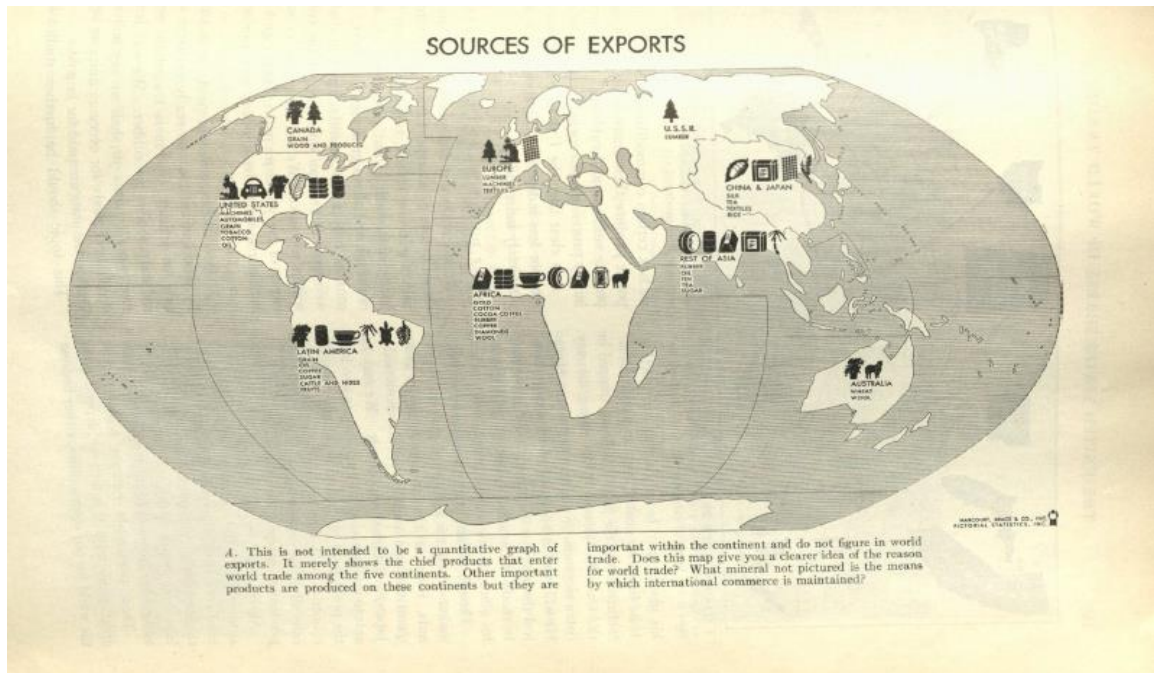 SOURCES OF EXPORTS
CANADA
GRAIN
WOOD AND PRODUCTS
UNITED STATES
MACHINES
AUTOMOBILES
GRAIN
TOBACCO
COTTON
OIL
LATIN AMERICA
GRAIN
OIL
COFFEE
SUGAR
CATTLE AND HIDES
FRUITS
EUROPE
LUMBER
MACHINES
TEXTILES
AFRICA
GOLD
COTTON
COCOA COFFEE
RUBBER
COPPER
DIAMONDS
WOOL
U.S.S.R.
LUMBER
CHINA & JAPAN
SILK
TEA
TEXTILES
RICE
REST OF ASIA
RUBBER
OIL
TIN
TEA
SUGAR
AUSTRALIA
WHEAT
WOOL
HARCOURT, BRACE & CO., INC.
PICTORIAL STATISTICS, INC.
A. This is not intended to be a quantitative graph of
exports. It merely shows the chief products that enter
world trade among the five continents. Other important
products are produced on these continents but they are
important within the continent and do not figure in world
trade. Does this map give you a clearer idea of the reason
for world trade? What mineral not pictured is the means
by which international commerce is maintained?